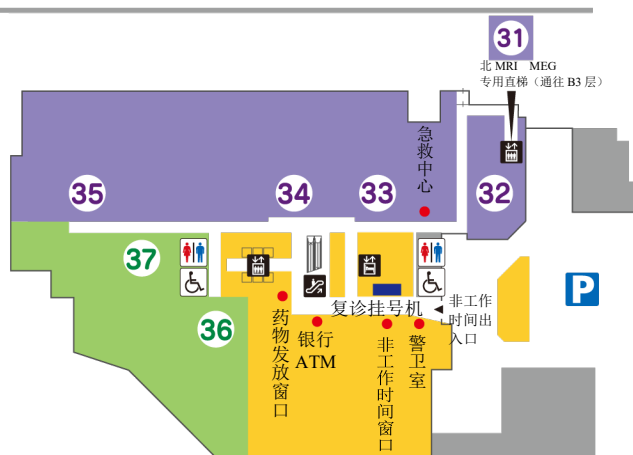 31
北 MRI MEG
专用直梯（通往 B3 层）
急救中心
35
34
33
32
37
36
P
复诊挂号机
非工作
时间出
入口
药物发放窗口
银行
ATM
非工作时间窗口
警卫室